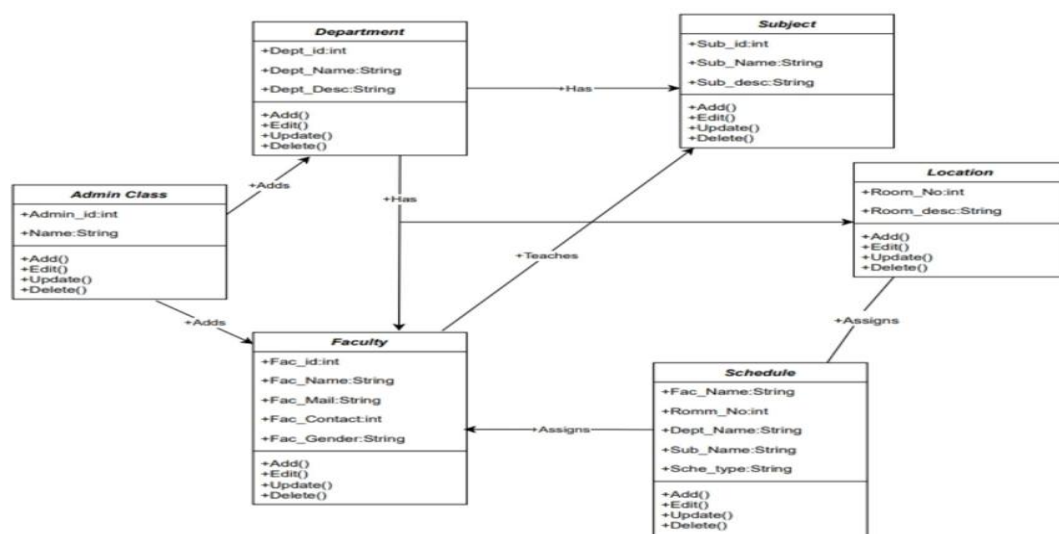 Department
+Dept_id:int
+Dept_Name:String
+Dept_Desc:String
+Add()
+Edit()
+Update()
+Delete()
Subject
+Sub_id:int
+Sub_Name:String
+Sub_desc:String
+Add()
+Edit()
+Update()
+Delete()
+Has
+Adds
+Has
Admin Class
+Admin_id:int
+Name:String
+Add()
+Edit()
+Update()
+Delete()
Location
+Room_No:int
+Room_desc:String
+Add()
+Edit()
+Update()
+Delete()
+Teaches
+Adds
+Assigns
Faculty
+Fac_id:int
+Fac_Name:String
+Fac_Mail:String
+Fac_Contact:int
+Fac_Gender:String
+Add()
+Edit()
+Update()
+Delete()
+Assigns
Schedule
+Fac_Name:String
+Romm_No:int
+Dept_Name:String
+Sub_Name:String
+Sche_type:String
+Add()
+Edit()
+Update()
+Delete()